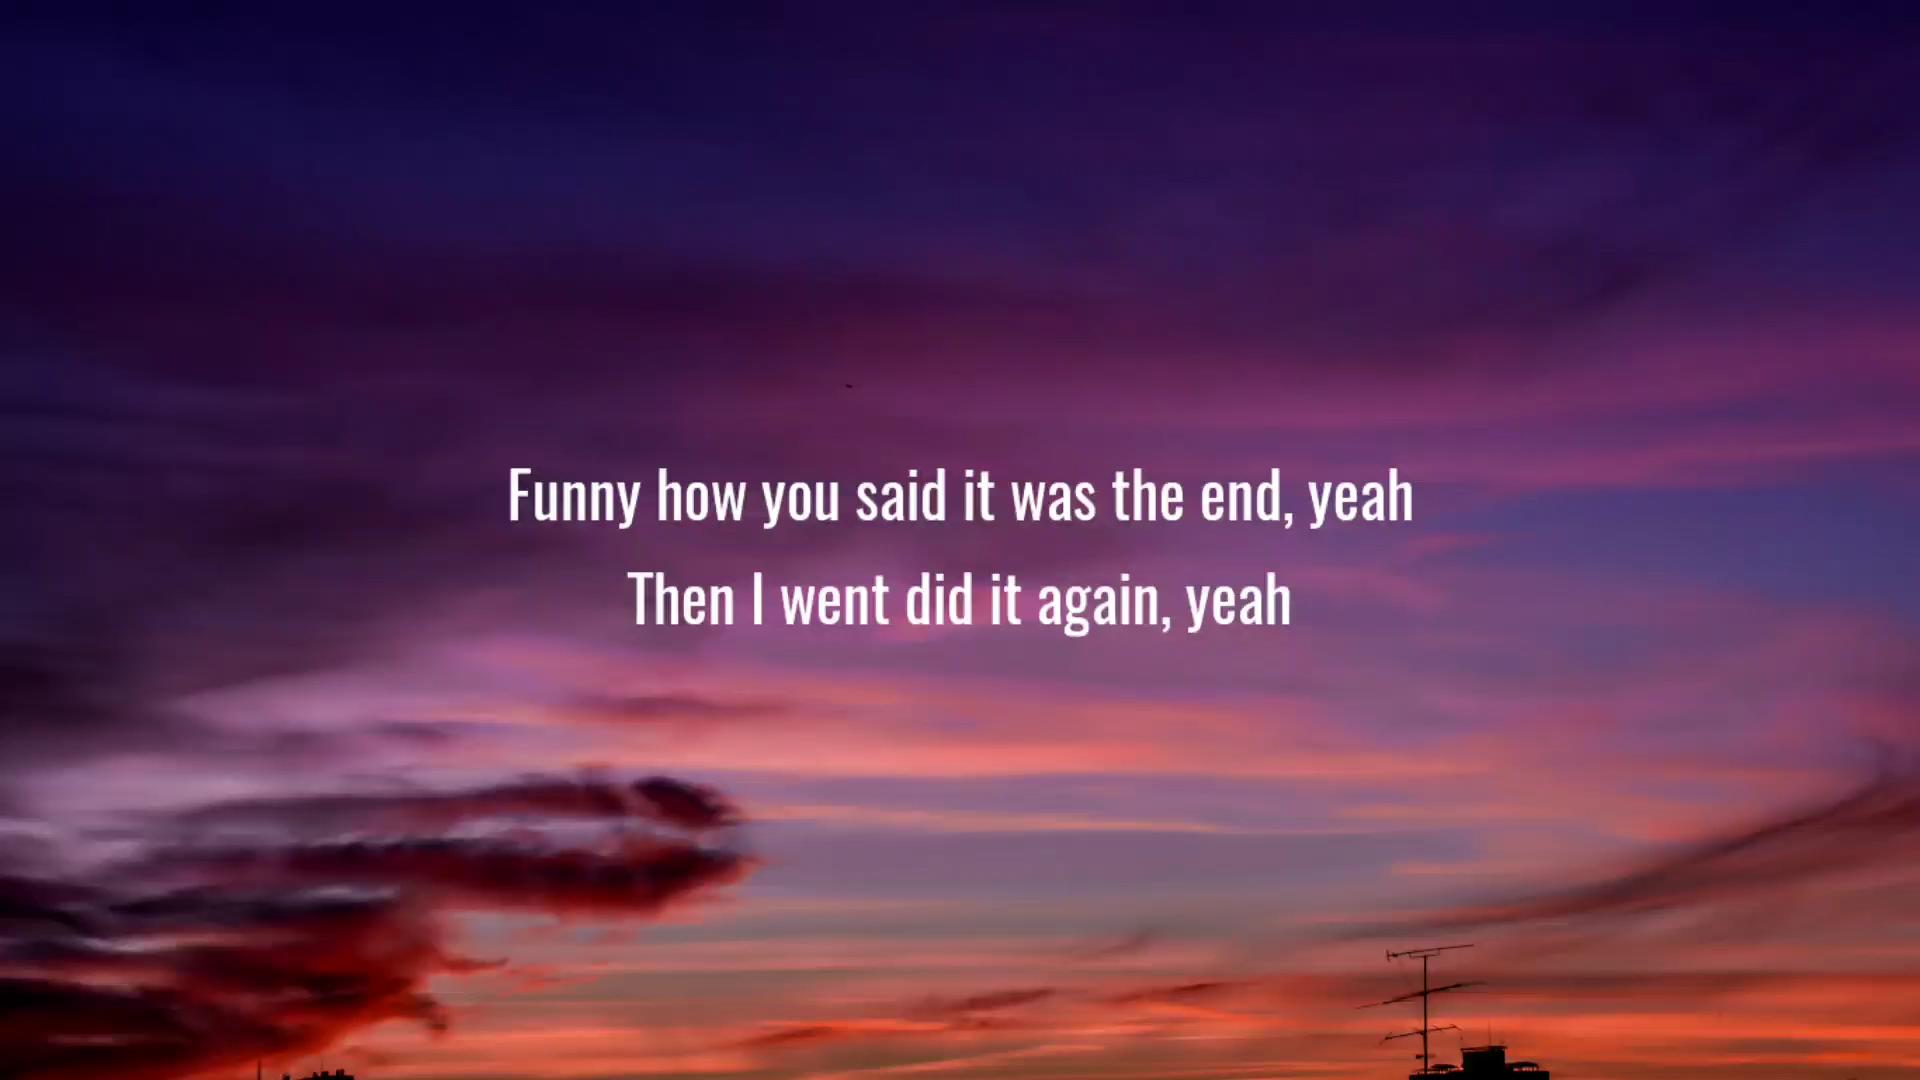 Funny how you said it was the end, yeah
Then I went did it again, yeah